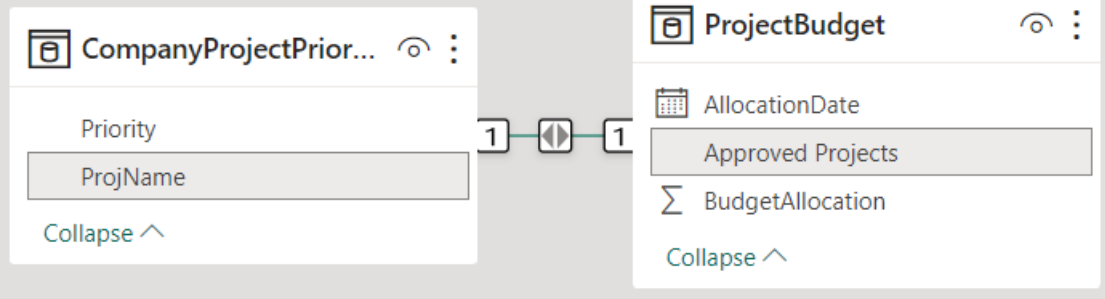 CompanyProjectPrior...
Priority
ProjName
Collapse
1
1
ProjectBudget
AllocationDate
Approved Projects
Σ BudgetAllocation
Collapse